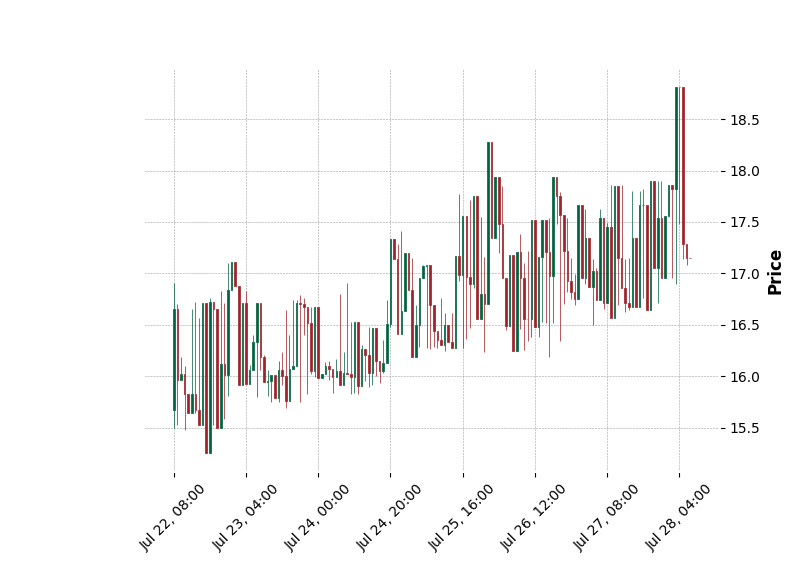 18.5
18.0
17.5
17.0
16.5
16.0
15.5
Price
Jul 22, 08:00
Jul 23, 04:00
Jul 24, 00:00
Jul 24, 20:00
Jul 25, 16:00
Jul 26, 12:00
Jul 27, 08:00
Jul 28, 04:00